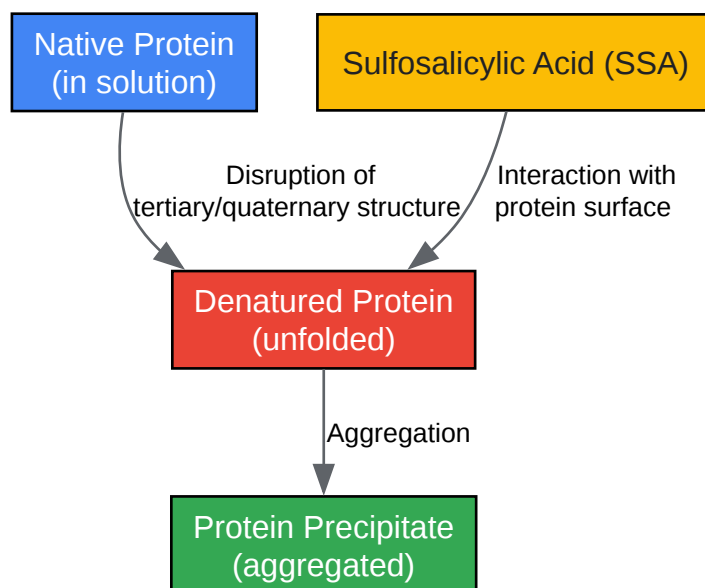 Native Protein
(in solution)
Sulfosalicylic Acid (SSA)
Disruption of
tertiary/quaternary structure
Interaction with
protein surface
Denatured Protein
(unfolded)
Aggregation
Protein Precipitate
(aggregated)